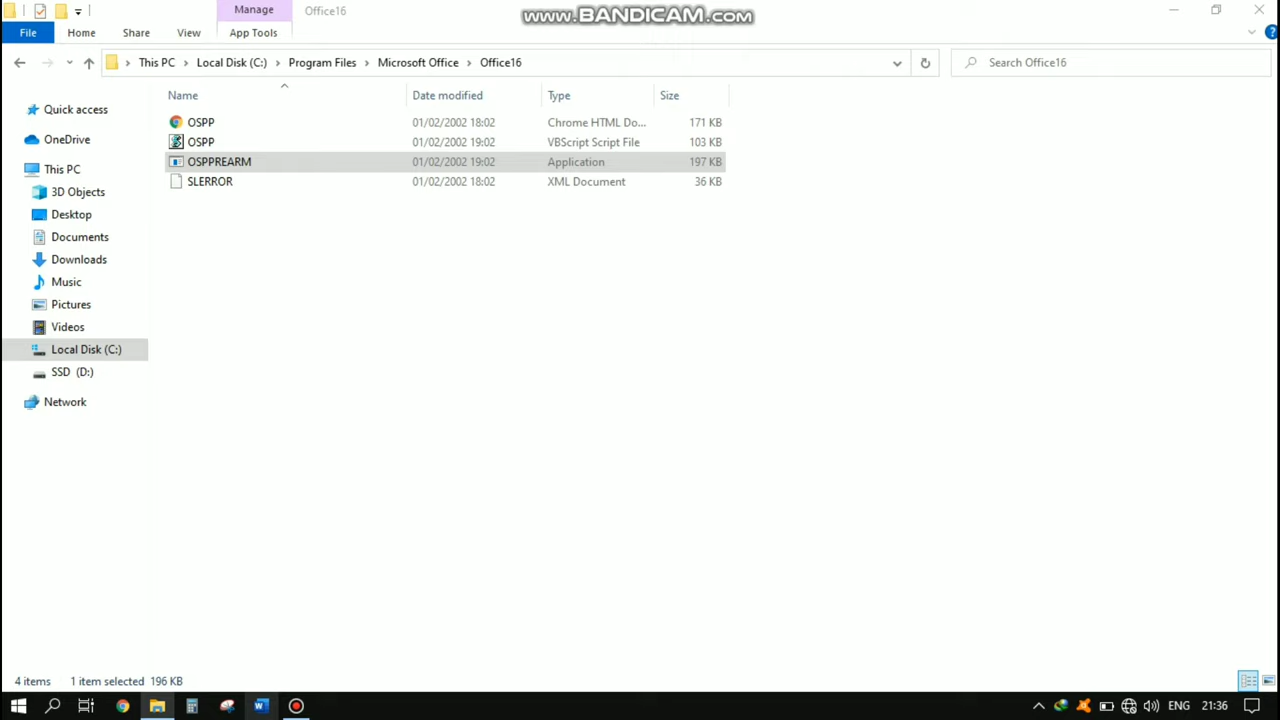 Manage
Office16
www.BANDICAM.com
File
Home
Share
View
App Tools
This PC
Local Disk (C:)
Program Files
Microsoft Office
Office16
Search Office16
Name
Date modified
Type
Size
Quick access
OneDrive
This PC
3D Objects
Desktop
Documents
Downloads
Music
Pictures
Videos
Local Disk (C:)
SSD (D:)
Network
OSPP 01/02/2002 18:02 Chrome HTML Do... 171 KB
OSPP 01/02/2002 19:02 VBScript Script File 103 KB
OSPPREARM 01/02/2002 19:02 Application 197 KB
SLERROR 01/02/2002 18:02 XML Document 36 KB
4 items 1 item selected 196 KB
ENG 21:36